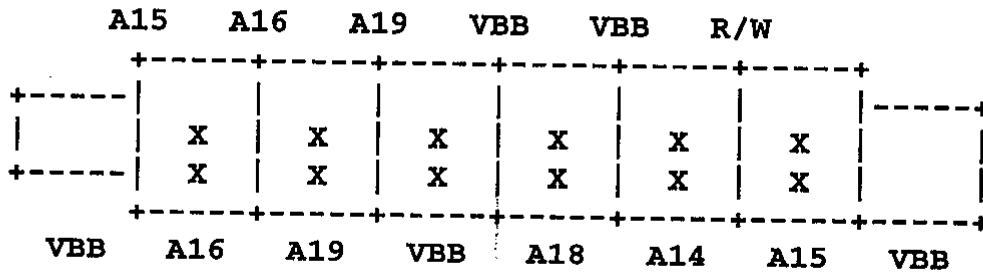 A15 A16 A19 VBB VBB R/W
X X X X X X
X X X X X X
VBB A16 A19 VBB A18 A14 A15 VBB